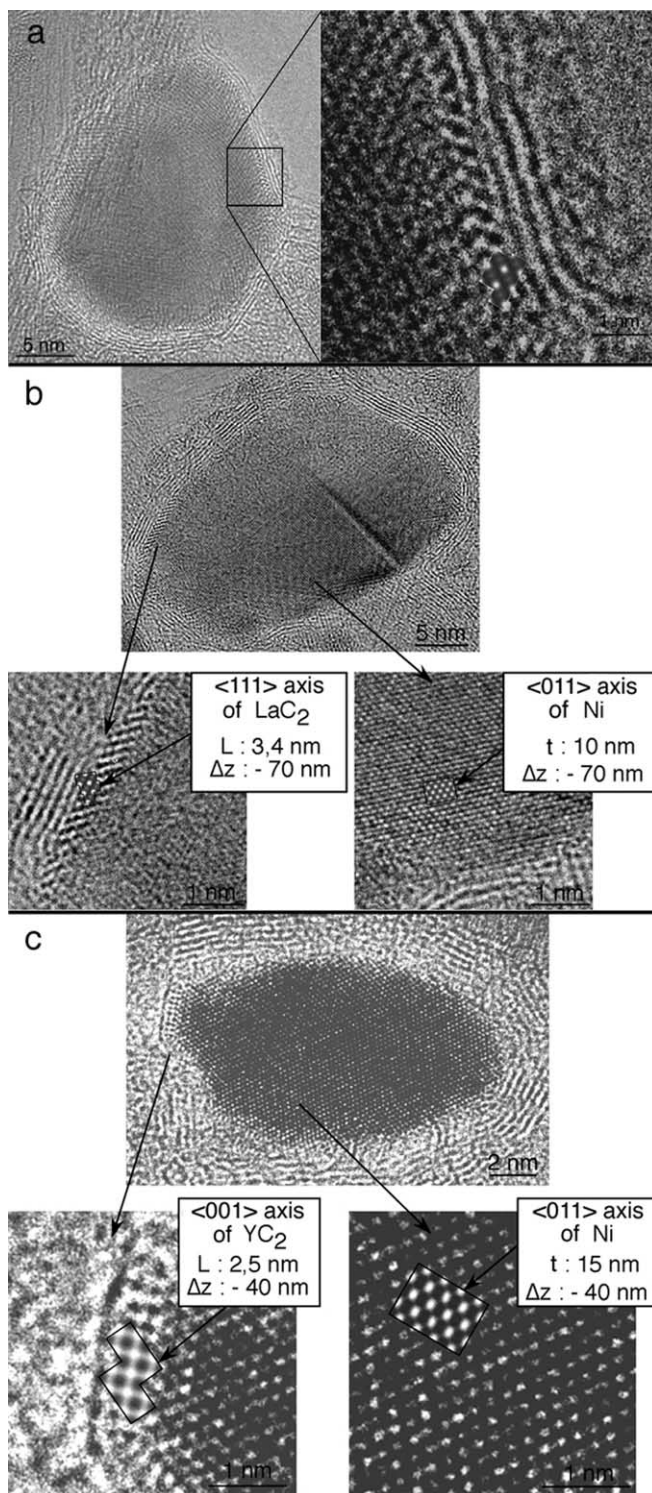 a
5 nm
1 nm
b
5 nm
<111> axis
of LaC2
L : 3,4 nm
Δz : - 70 nm
1 nm
<011> axis
of Ni
t : 10 nm
Δz : - 70 nm
1 nm
c
2 nm
<001> axis
of YC2
L : 2,5 nm
Δz : - 40 nm
1 nm
<011> axis
of Ni
t : 15 nm
Δz : - 40 nm
1 nm